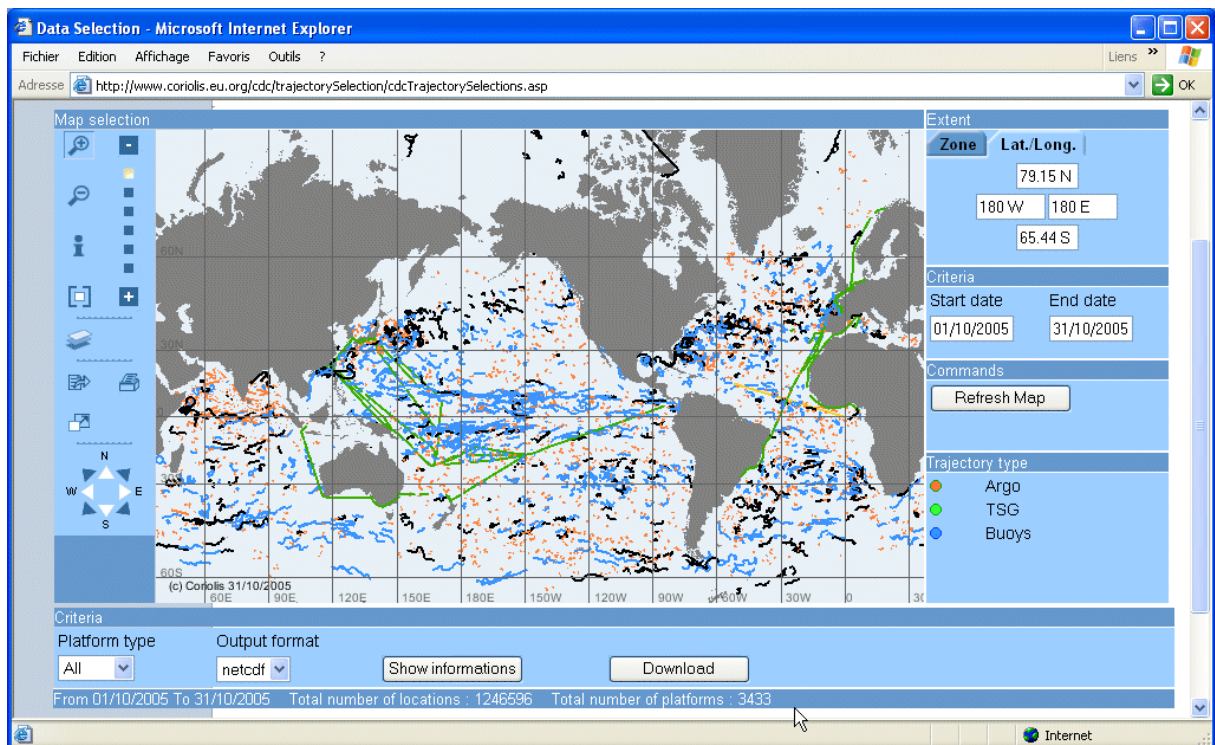 Data Selection - Microsoft Internet Explorer
Fichier Edition Affichage Favoris Outils ?
Liens »
Adresse http://www.coriolis.eu.org/cdc/trajectorySelection/cdcTrajectorySelections.asp OK
Map selection
Extent
Zone Lat./Long.
79.15 N
180 W 180 E
65.44 S
Criteria
Start date End date
01/10/2005 31/10/2005
Commands
Refresh Map
Trajectory type
Argo
TSG
Buoys
N
W E
S
60N
30N
0
30S
60S
(c) Coriolis 31/10/2005
60E 90E 120E 150E 180E 150W 120W 90W 60W 30W 0 30
Criteria
Platform type Output format
All netcdf Show informations Download
From 01/10/2005 To 31/10/2005 Total number of locations : 1246596 Total number of platforms : 3433
Internet